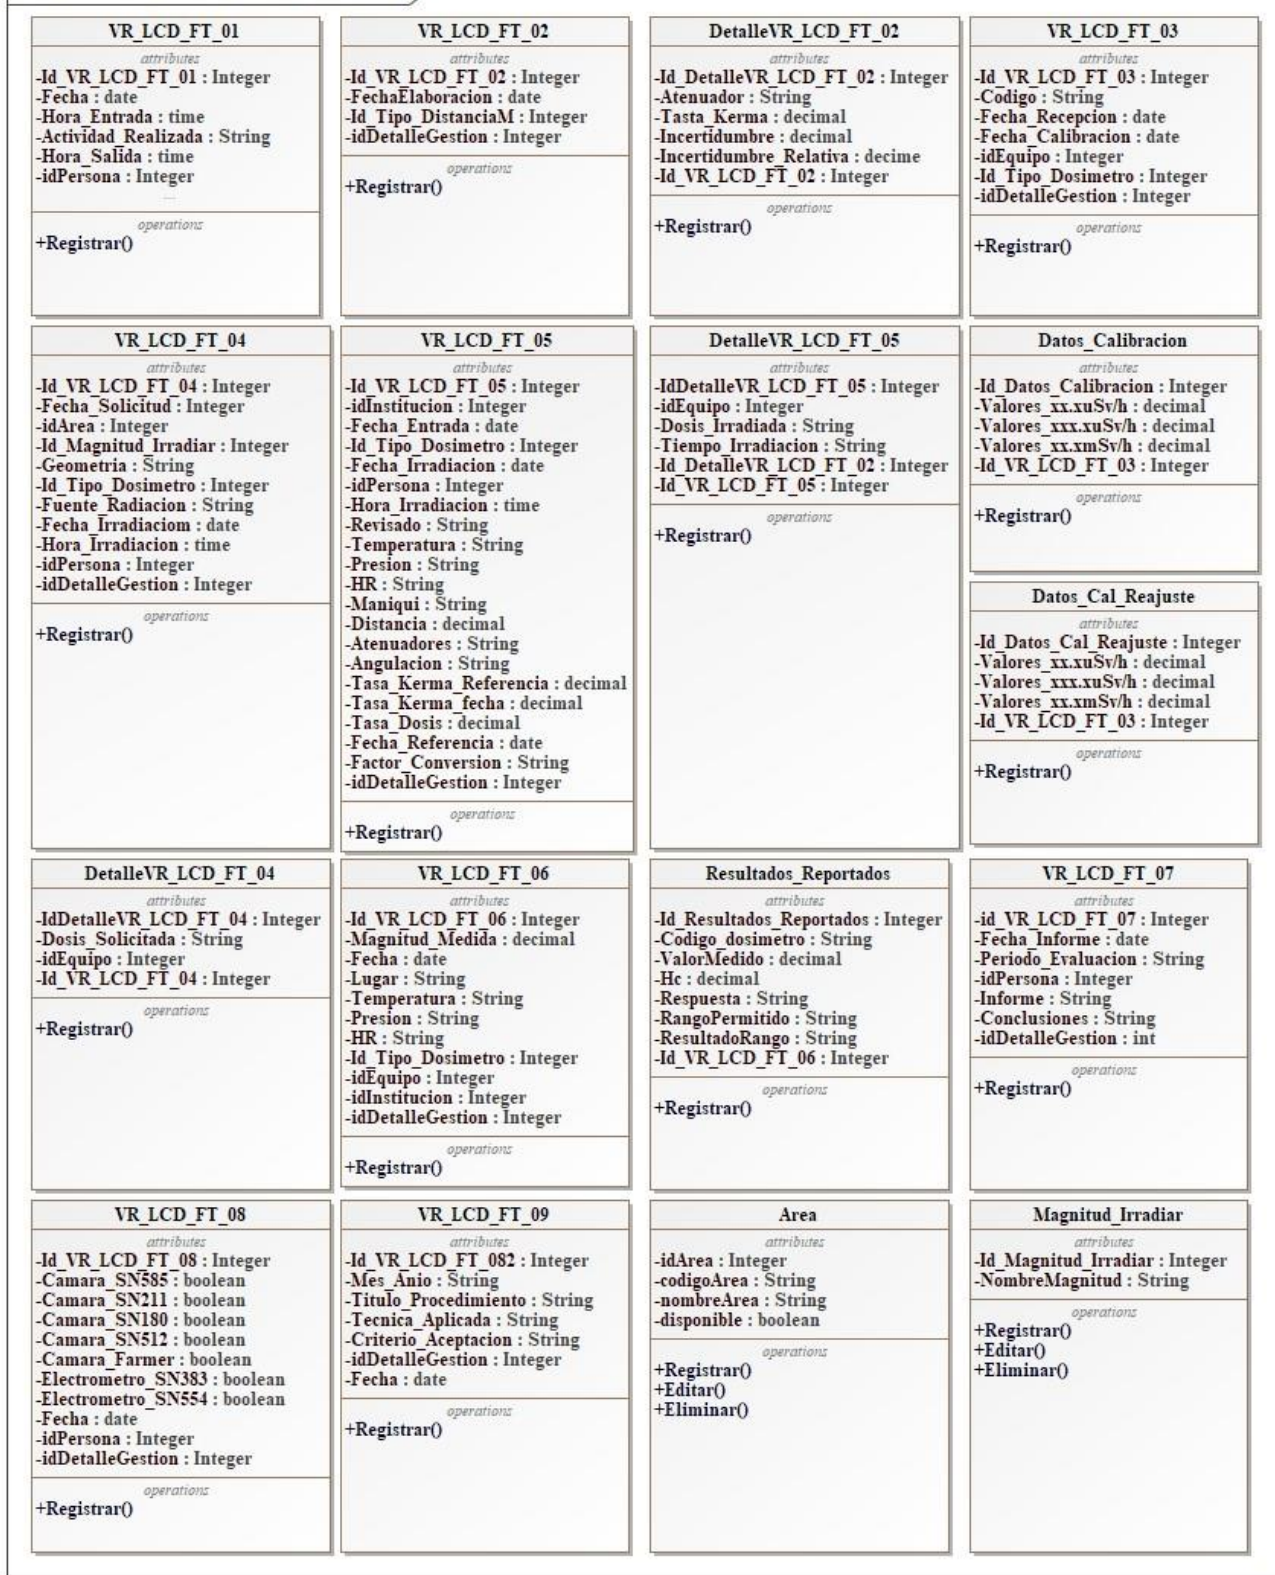 VR_LCD_FT_01
attributes
-Id_VR_LCD_FT_01 : Integer
-Fecha : date
-Hora_Entrada : time
-Actividad_Realizada : String
-Hora_Salida : time
-idPersona : Integer
...
operations
+Registrar()
VR_LCD_FT_02
attributes
-Id_VR_LCD_FT_02 : Integer
-FechaElaboracion : date
-Id_Tipo_DistanciaM : Integer
-idDetalleGestion : Integer
operations
+Registrar()
DetalleVR_LCD_FT_02
attributes
-Id_DetalleVR_LCD_FT_02 : Integer
-Atenuador : String
-Tasta_Kerma : decimal
-Incertidumbre : decimal
-Incertidumbre_Relativa : decime
-Id_VR_LCD_FT_02 : Integer
operations
+Registrar()
VR_LCD_FT_03
attributes
-Id_VR_LCD_FT_03 : Integer
-Codigo : String
-Fecha_Recepcion : date
-Fecha_Calibracion : date
-idEquipo : Integer
-Id_Tipo_Dosimetro : Integer
-idDetalleGestion : Integer
operations
+Registrar()
VR_LCD_FT_04
attributes
-Id_VR_LCD_FT_04 : Integer
-Fecha_Solicitud : Integer
-idArea : Integer
-Id_Magnitud_Irradiar : Integer
-Geometria : String
-Id_Tipo_Dosimetro : Integer
-Fuente_Radiacion : String
-Fecha_Irradiaciom : date
-Hora_Irradiacion : time
-idPersona : Integer
-idDetalleGestion : Integer
operations
+Registrar()
VR_LCD_FT_05
attributes
-Id_VR_LCD_FT_05 : Integer
-idInstitucion : Integer
-Fecha_Entrada : date
-Id_Tipo_Dosimetro : Integer
-Fecha_Irradiacion : date
-idPersona : Integer
-Hora_Irradiacion : time
-Revisado : String
-Temperatura : String
-Presion : String
-HR : String
-Maniqui : String
-Distancia : decimal
-Atenuadores : String
-Angulacion : String
-Tasa_Kerma_Referencia : decimal
-Tasa_Kerma_fecha : decimal
-Tasa_Dosis : decimal
-Fecha_Referencia : date
-Factor_Conversion : String
-idDetalleGestion : Integer
operations
+Registrar()
DetalleVR_LCD_FT_05
attributes
-IdDetalleVR_LCD_FT_05 : Integer
-idEquipo : Integer
-Dosis_Irradiada : String
-Tiempo_Irradiacion : String
-Id_DetalleVR_LCD_FT_02 : Integer
-Id_VR_LCD_FT_05 : Integer
operations
+Registrar()
Datos_Calibracion
attributes
-Id_Datos_Calibracion : Integer
-Valores_xx.xuSv/h : decimal
-Valores_xxx.xuSv/h : decimal
-Valores_xx.xmSv/h : decimal
-Id_VR_LCD_FT_03 : Integer
operations
+Registrar()
Datos_Cal_Reajuste
attributes
-Id_Datos_Cal_Reajuste : Integer
-Valores_xx.xuSv/h : decimal
-Valores_xxx.xuSv/h : decimal
-Valores_xx.xmSv/h : decimal
-Id_VR_LCD_FT_03 : Integer
operations
+Registrar()
DetalleVR_LCD_FT_04
attributes
-IdDetalleVR_LCD_FT_04 : Integer
-Dosis_Solicitada : String
-idEquipo : Integer
-Id_VR_LCD_FT_04 : Integer
operations
+Registrar()
VR_LCD_FT_06
attributes
-Id_VR_LCD_FT_06 : Integer
-Magnitud_Medida : decimal
-Fecha : date
-Lugar : String
-Temperatura : String
-Presion : String
-HR : String
-Id_Tipo_Dosimetro : Integer
-idEquipo : Integer
-idInstitucion : Integer
-idDetalleGestion : Integer
operations
+Registrar()
Resultados_Reportados
attributes
-Id_Resultados_Reportados : Integer
-Codigo_dosimetro : String
-ValorMedido : decimal
-Hc : decimal
-Respuesta : String
-RangoPermitido : String
-ResultadoRango : String
-Id_VR_LCD_FT_06 : Integer
operations
+Registrar()
VR_LCD_FT_07
attributes
-id_VR_LCD_FT_07 : Integer
-Fecha_Informe : date
-Periodo_Evaluacion : String
-idPersona : Integer
-Informe : String
-Conclusiones : String
-idDetalleGestion : int
operations
+Registrar()
VR_LCD_FT_08
attributes
-Id_VR_LCD_FT_08 : Integer
-Camara_SN585 : boolean
-Camara_SN211 : boolean
-Camara_SN180 : boolean
-Camara_SN512 : boolean
-Camara_Farmer : boolean
-Electrometro_SN383 : boolean
-Electrometro_SN554 : boolean
-Fecha : date
-idPersona : Integer
-idDetalleGestion : Integer
operations
+Registrar()
VR_LCD_FT_09
attributes
-Id_VR_LCD_FT_082 : Integer
-Mes_Anio : String
-Titulo_Procedimiento : String
-Tecnica_Aplicada : String
-Criterio_Aceptacion : String
-idDetalleGestion : Integer
-Fecha : date
operations
+Registrar()
Area
attributes
-idArea : Integer
-codigoArea : String
-nombreArea : String
-disponible : boolean
operations
+Registrar()
+Editar()
+Eliminar()
Magnitud_Irradiar
attributes
-Id_Magnitud_Irradiar : Integer
-NombreMagnitud : String
operations
+Registrar()
+Editar()
+Eliminar()